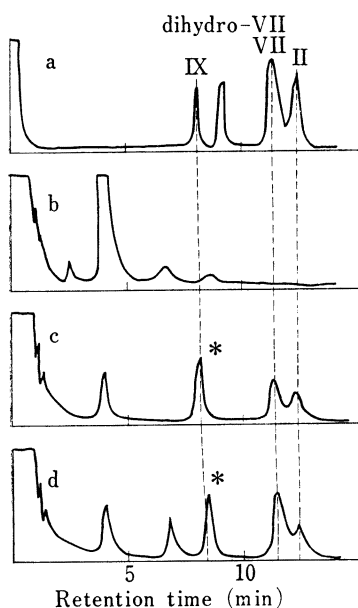 dihydro-VII
VII
II
IX
a
b
c
*
d
*
5
10
Retention time (min)